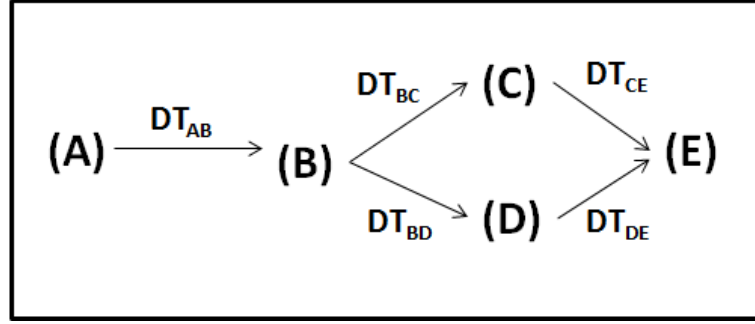 (A)
DT_AB
(B)
DT_BC
(C)
DT_CE
DT_BD
(D)
DT_DE
(E)